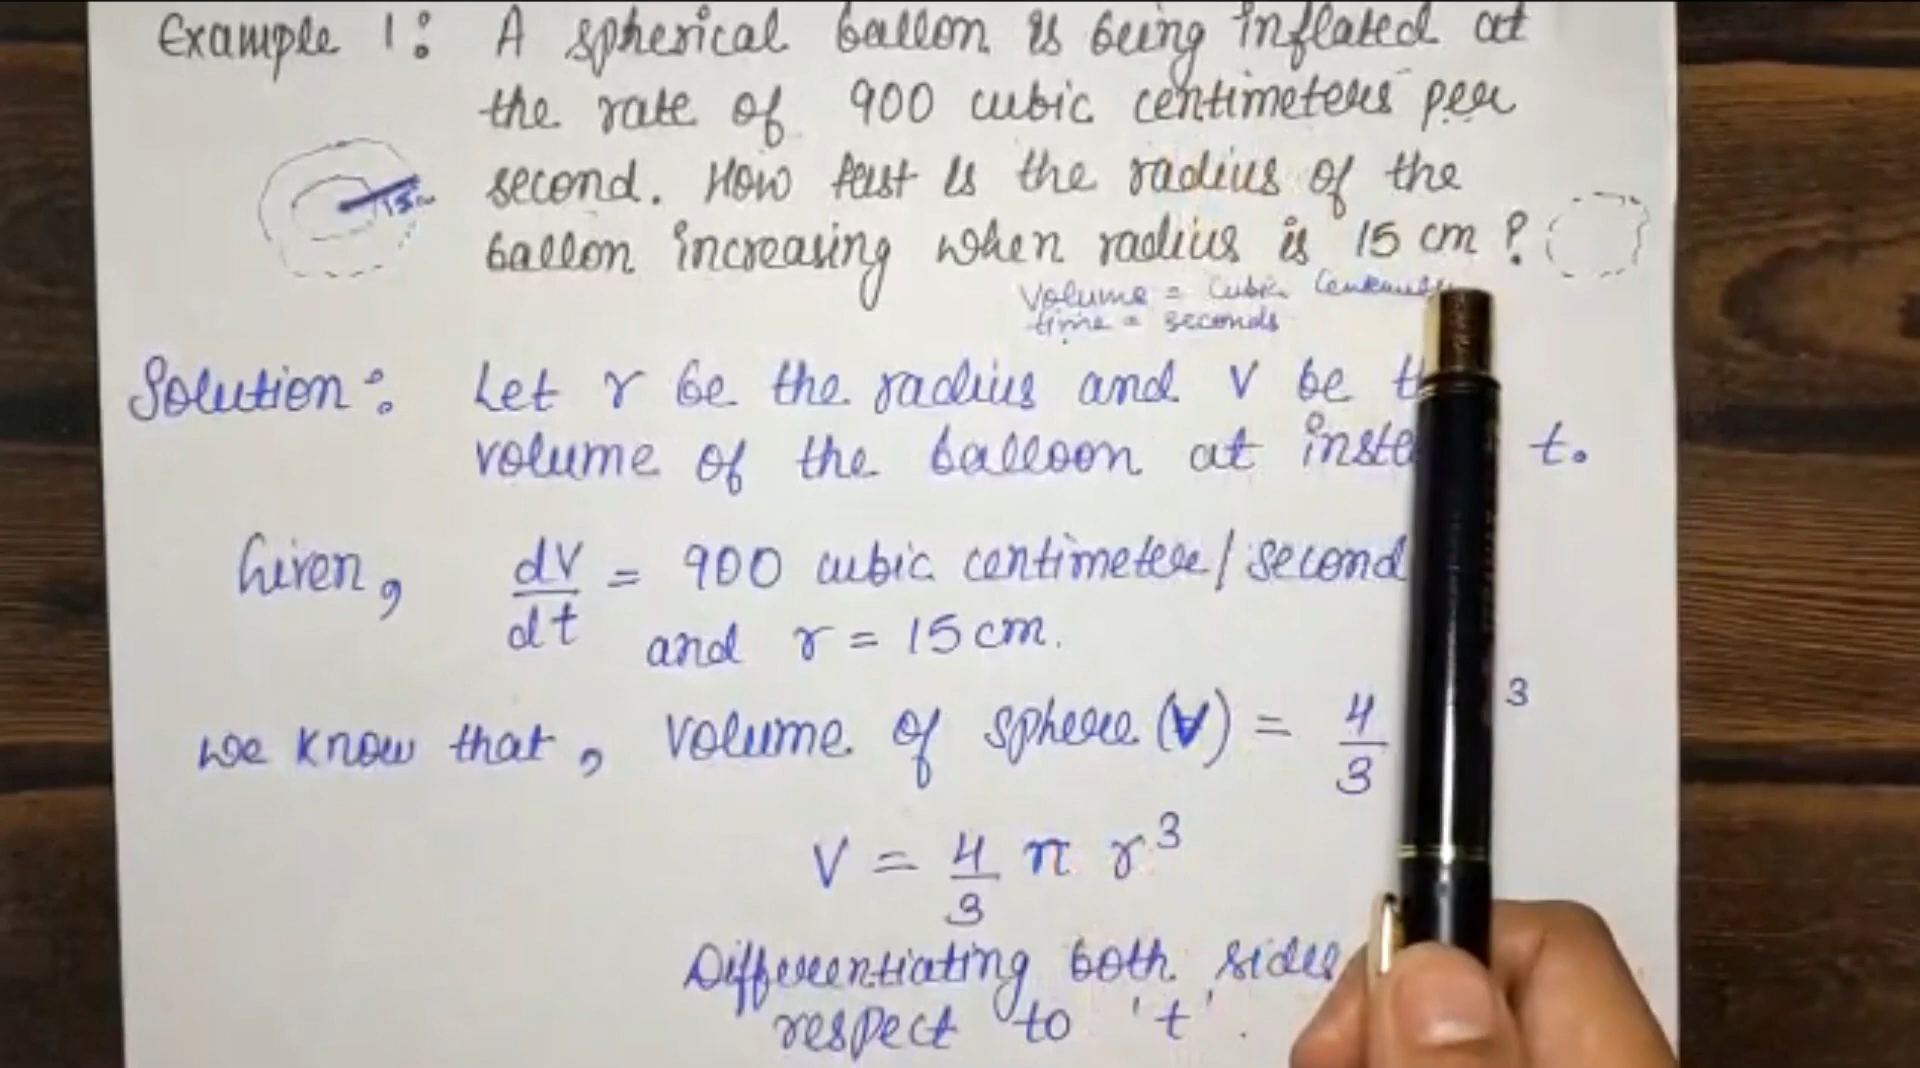 Example 1: A spherical ballon is being inflated at
the rate of 900 cubic centimeters per
second. How fast is the radius of the
ballon increasing when radius is 15 cm?
15
Volume = Cubic
time = seconds
Solution: Let r be the radius and V be
volume of the balloon at t.
Given, dV/dt = 900 cubic centimetere/second
and r = 15 cm.
we know that, volume of sphere (V) = 4/3 3
V = 4/3 π r³
Differentiating both sides
respect to 't'.